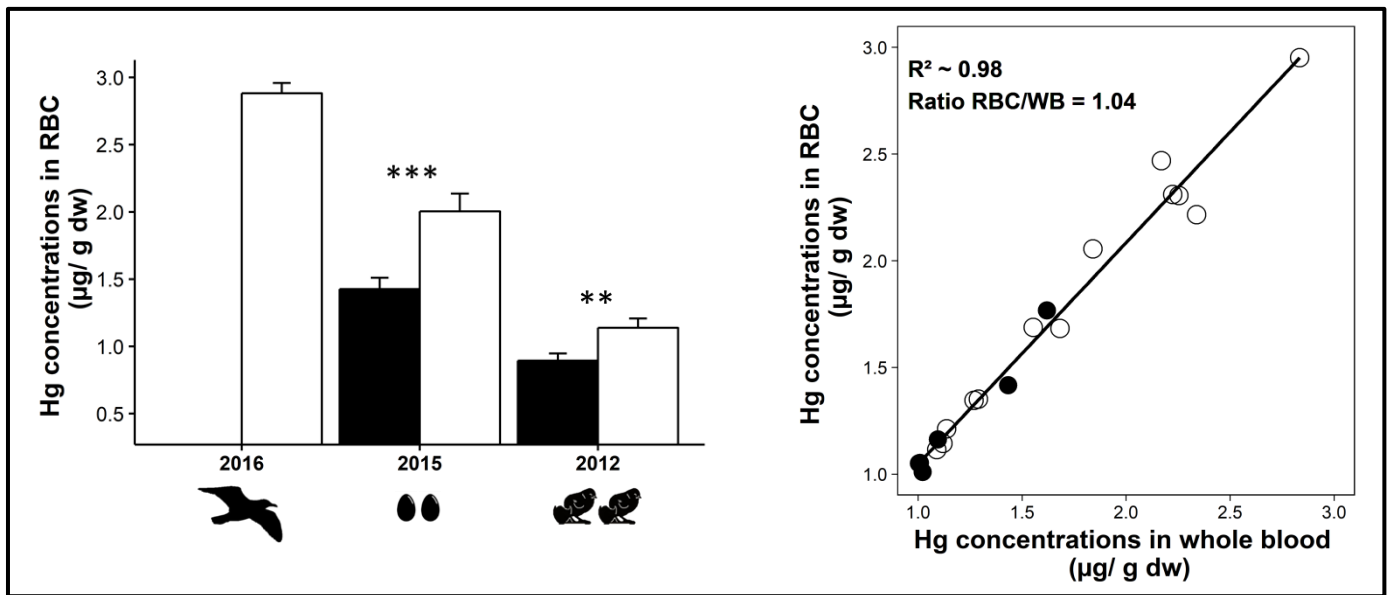 Hg concentrations in RBC
(µg/ g dw)
3.0
2.5
2.0
1.5
1.0
0.5
***
**
2016
2015
2012
Hg concentrations in RBC
(µg/ g dw)
3.0
2.5
2.0
1.5
1.0
R² ~ 0.98
Ratio RBC/WB = 1.04
1.0
1.5
2.0
2.5
3.0
Hg concentrations in whole blood
(µg/ g dw)